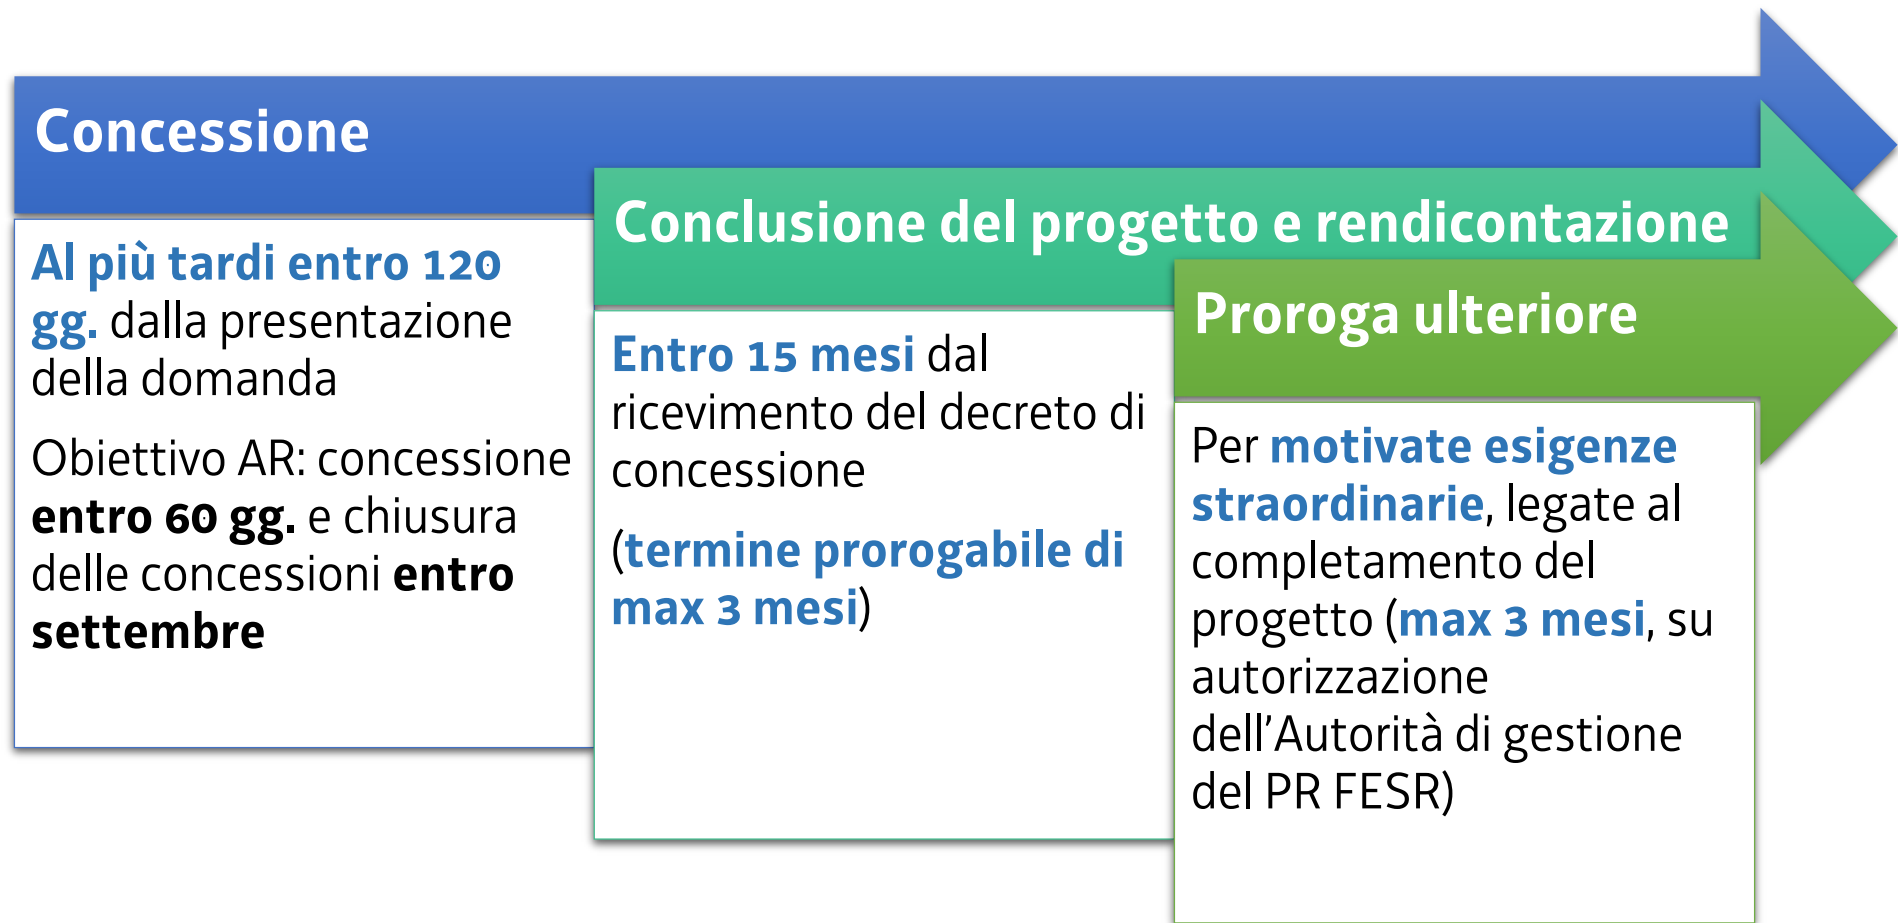 Concessione
Al più tardi entro 120
gg. dalla presentazione
della domanda
Obiettivo AR: concessione
entro 60 gg. e chiusura
delle concessioni entro
settembre
Conclusione del progetto e rendicontazione
Entro 15 mesi dal
ricevimento del decreto di
concessione
(termine prorogabile di
max 3 mesi)
Proroga ulteriore
Per motivate esigenze
straordinarie, legate al
completamento del
progetto (max 3 mesi, su
autorizzazione
dell’Autorità di gestione
del PR FESR)